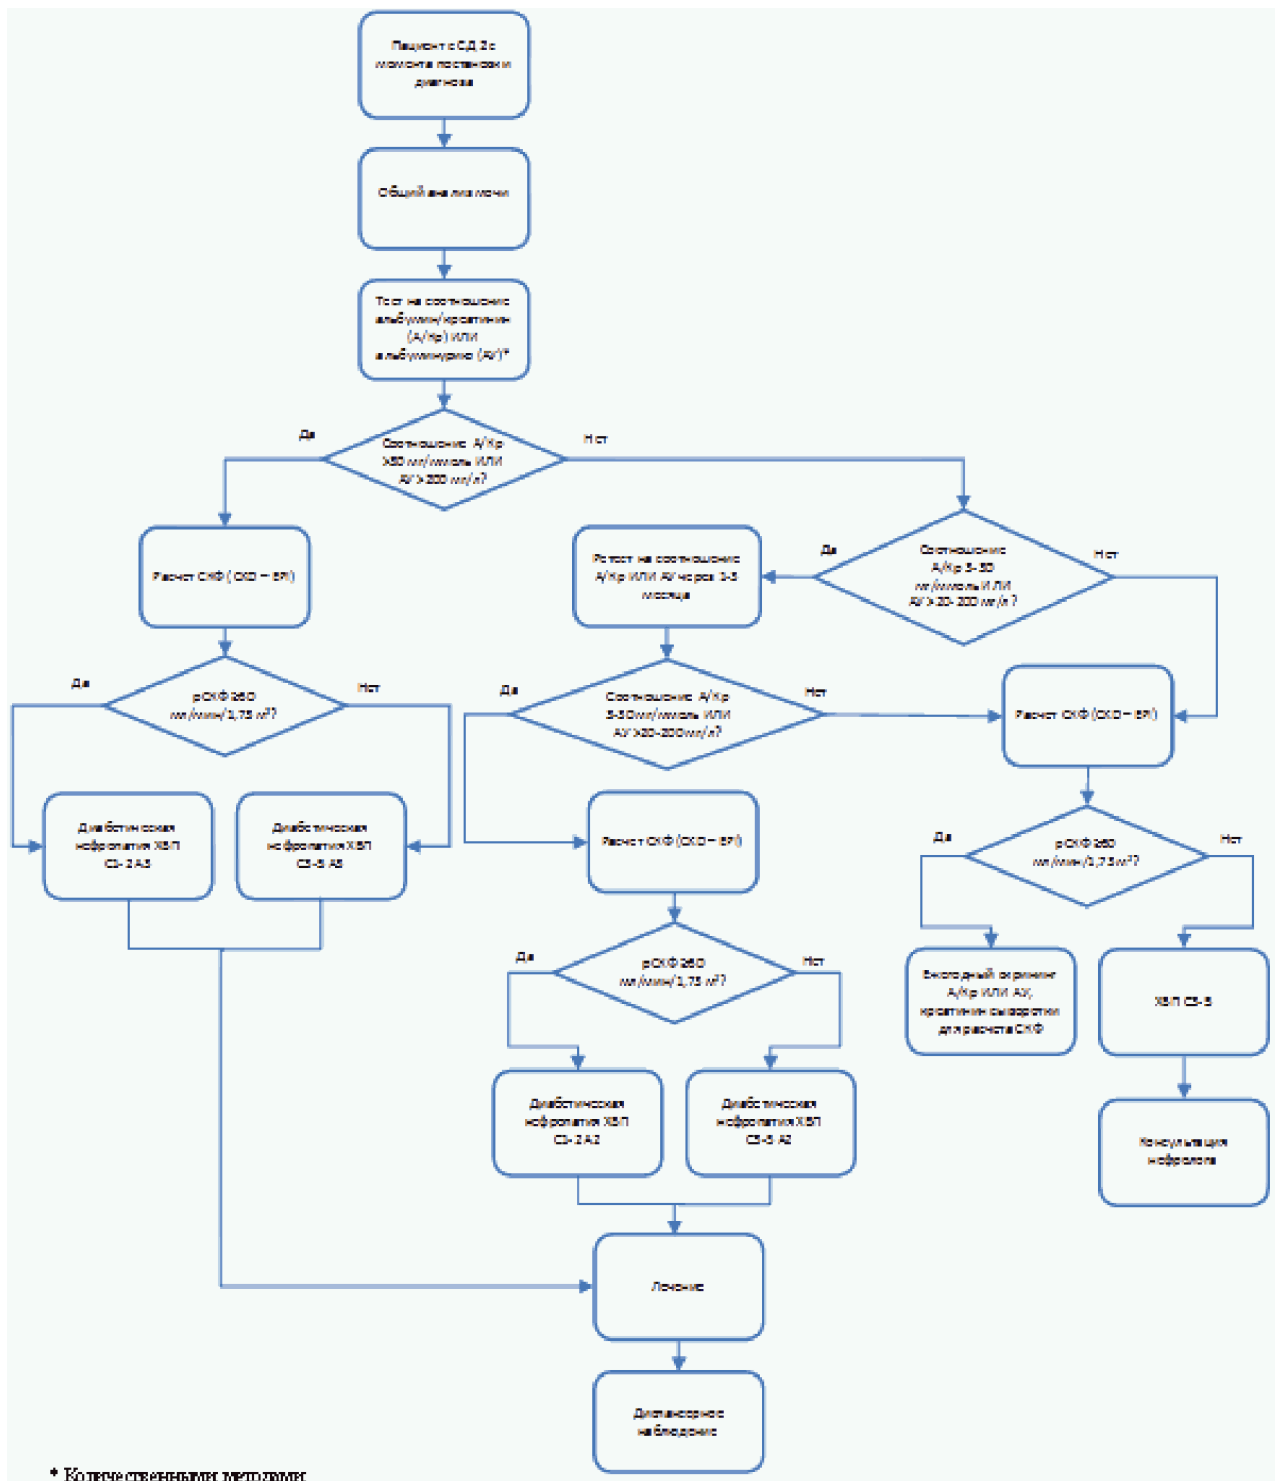 Пациент с СД 2 с
момента постановки
диагноза
Общий анализ мочи
Тест на соотношение
альбумин/креатинин
(А/Кр) ИЛИ
альбуминурию (АУ)*
Да
Нет
Соотношение А/Кр
>30 мг/ммоль ИЛИ
АУ >200 мг/л?
Расчет СКФ (CKD – EPI)
Ретест на соотношение
А/Кр ИЛИ АУ через 1-3
месяца
Да
Соотношение
А/Кр 3-30
мг/ммоль ИЛИ
АУ >20-200 мг/л?
Нет
Да
рСКФ ≥60
мл/мин/1,73 м²?
Нет
Да
Соотношение А/Кр
3-30 мг/ммоль ИЛИ
АУ >20-200 мг/л?
Нет
Расчет СКФ (CKD – EPI)
Диабетическая
нефропатия ХБП
С1- 2 А3
Диабетическая
нефропатия ХБП
С3-5 А3
Расчет СКФ (CKD – EPI)
Да
рСКФ ≥60
мл/мин/1,73 м²?
Нет
Да
рСКФ ≥60
мл/мин/1,73 м²?
Нет
Ежегодный скрининг
А/Кр ИЛИ АУ,
креатинин сыворотки
для расчета СКФ
ХБП С3-5
Диабетическая
нефропатия ХБП
С1- 2 А2
Диабетическая
нефропатия ХБП
С3-5 А2
Консультация
нефролога
Лечение
Диспансерное
наблюдение
* Количественными методами